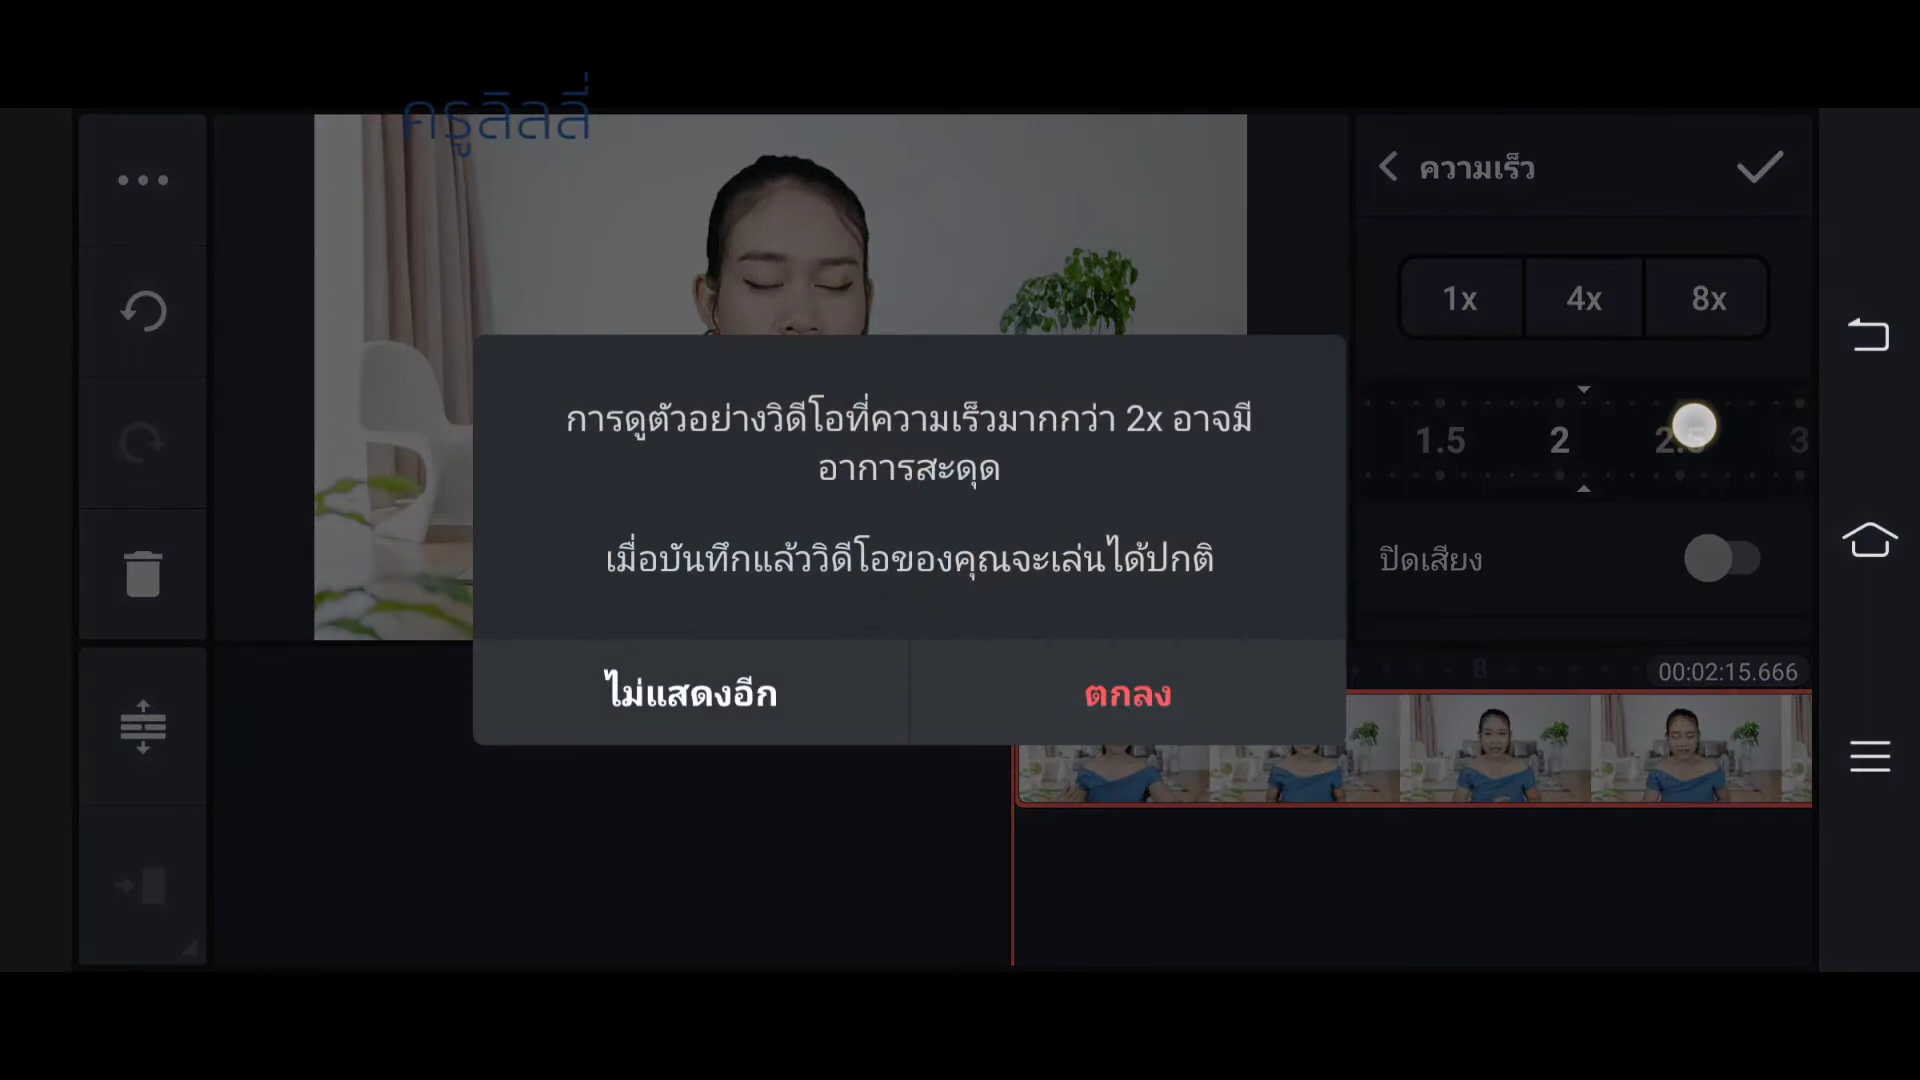 ครูลิลลี่
ความเร็ว
1x 4x 8x
1.5 2 2.5 3
ปิดเสียง
การดูตัวอย่างวิดีโอที่ความเร็วมากกว่า 2x อาจมี
อาการสะดุด
เมื่อบันทึกแล้ววิดีโอของคุณจะเล่นได้ปกติ
ไม่แสดงอีก ตกลง
8 00:02:15.666